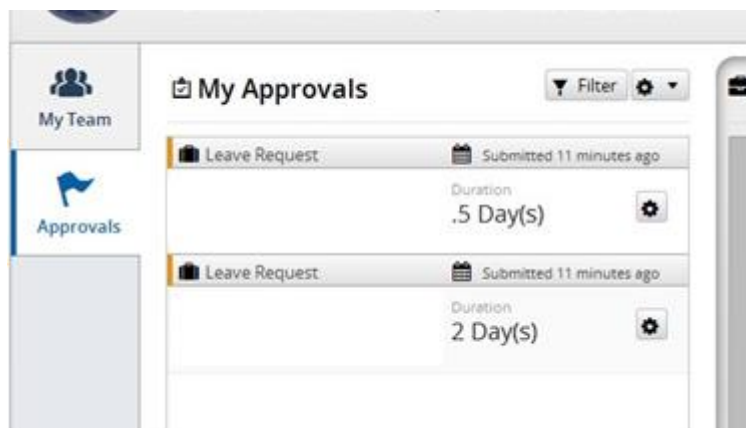 My Team
Approvals
My Approvals
Filter
Leave Request
Submitted 11 minutes ago
Duration
.5 Day(s)
Leave Request
Submitted 11 minutes ago
Duration
2 Day(s)